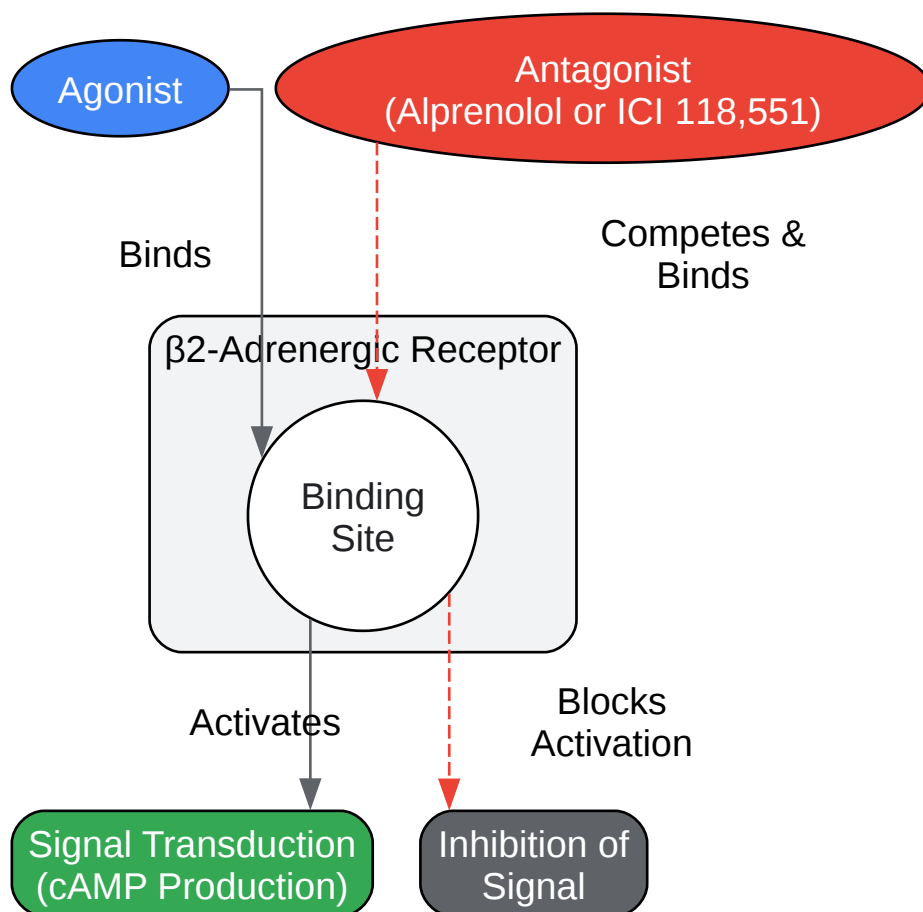 Agonist
Antagonist
(Alprenolol or ICI 118,551)
Binds
Competes &
Binds
β2-Adrenergic Receptor
Binding
Site
Activates
Blocks
Activation
Signal Transduction
(cAMP Production)
Inhibition of
Signal